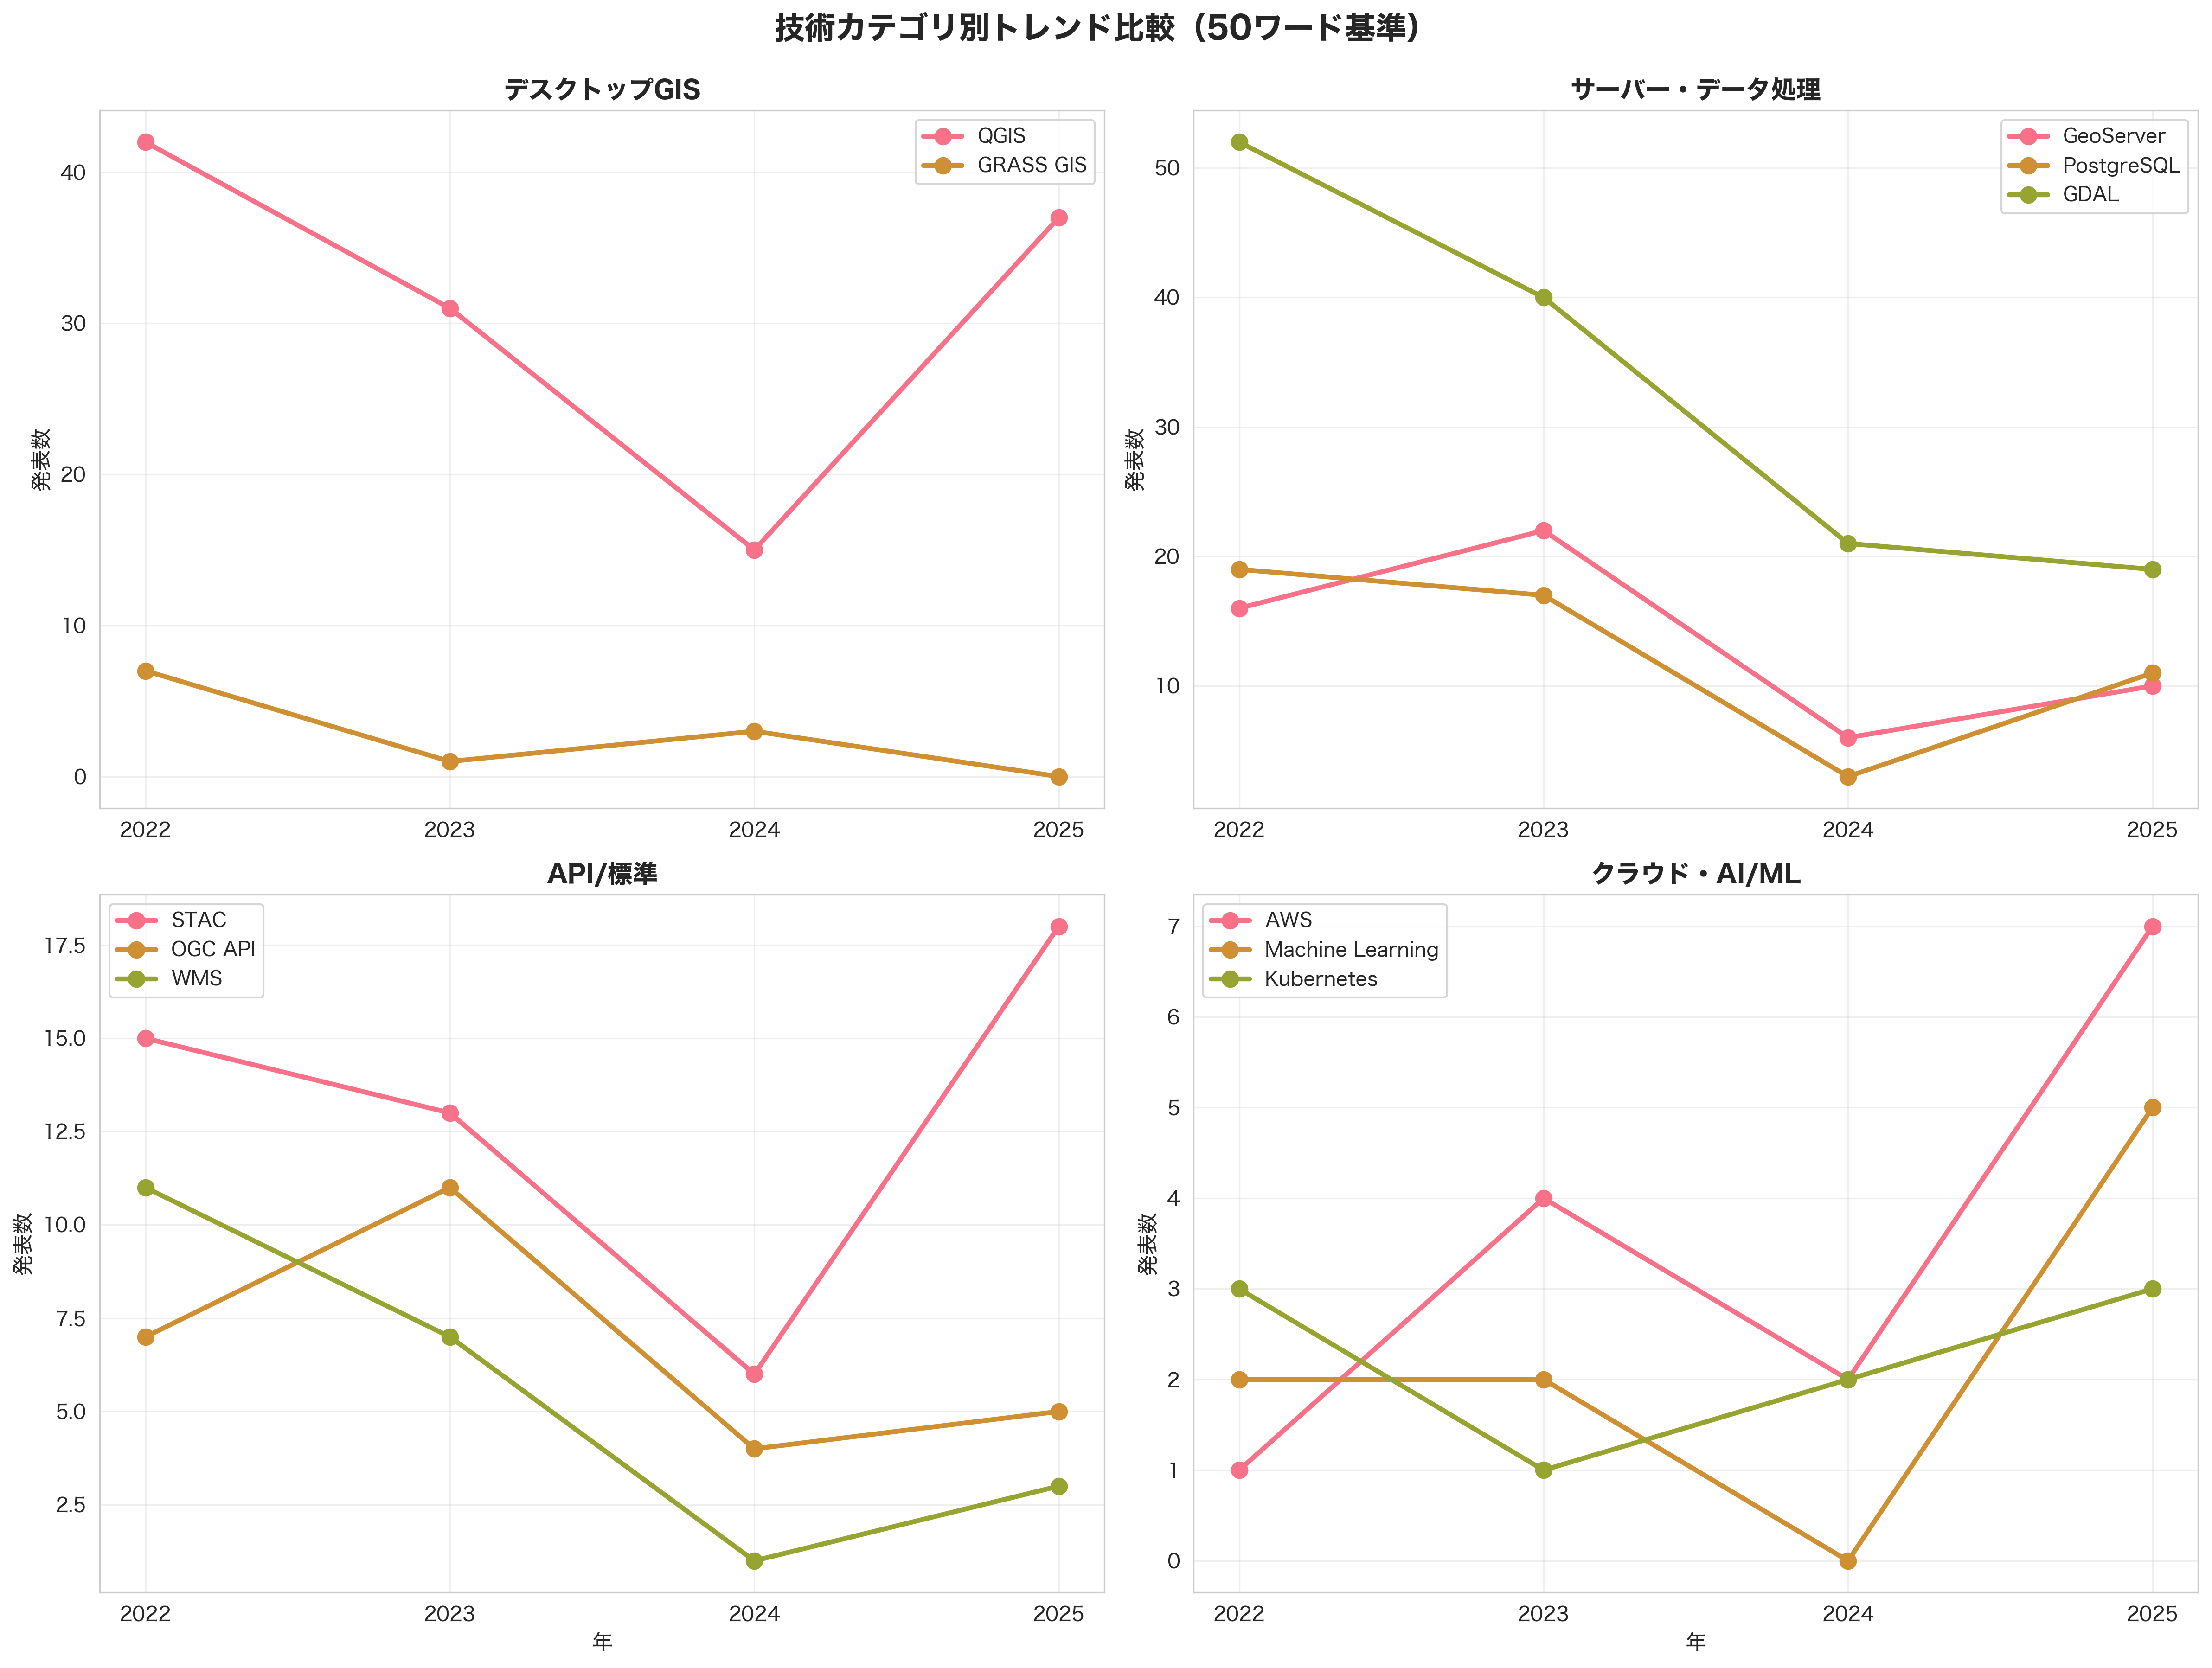 技術カテゴリ別トレンド比較（50ワード基準）
デスクトップGIS
QGIS
GRASS GIS
40
30
20
10
0
発表数
2022 2023 2024 2025
サーバー・データ処理
GeoServer
PostgreSQL
GDAL
50
40
30
20
10
発表数
2022 2023 2024 2025
API/標準
STAC
OGC API
WMS
17.5
15.0
12.5
10.0
7.5
5.0
2.5
発表数
2022 2023 2024 2025
年
クラウド・AI/ML
AWS
Machine Learning
Kubernetes
7
6
5
4
3
2
1
0
発表数
2022 2023 2024 2025
年